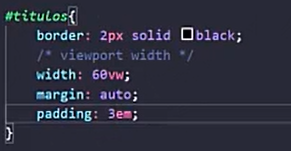 #titulos{
border: 2px solid black;
/* viewport width */
width: 60vw;
margin: auto;
padding: 3em;
}